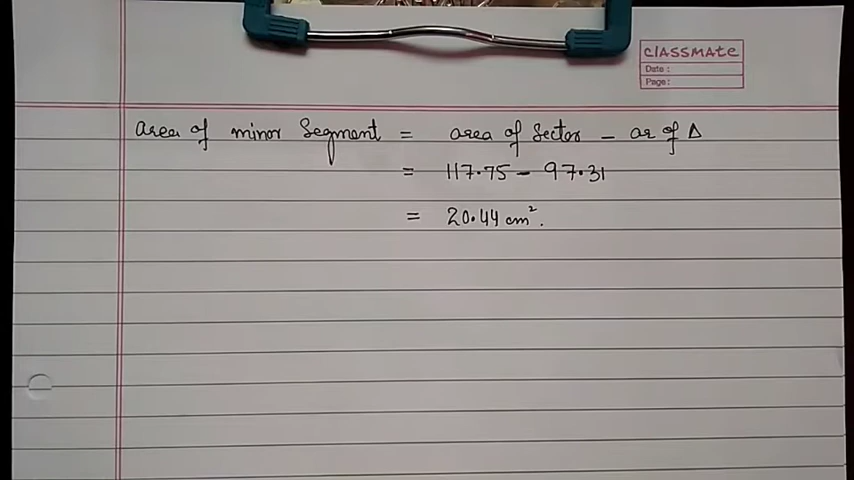 CLASSMATE
Date :
Page :
area of minor Segment = area of Sector - ar of Δ
= 117.75 - 97.31
= 20.44 cm².